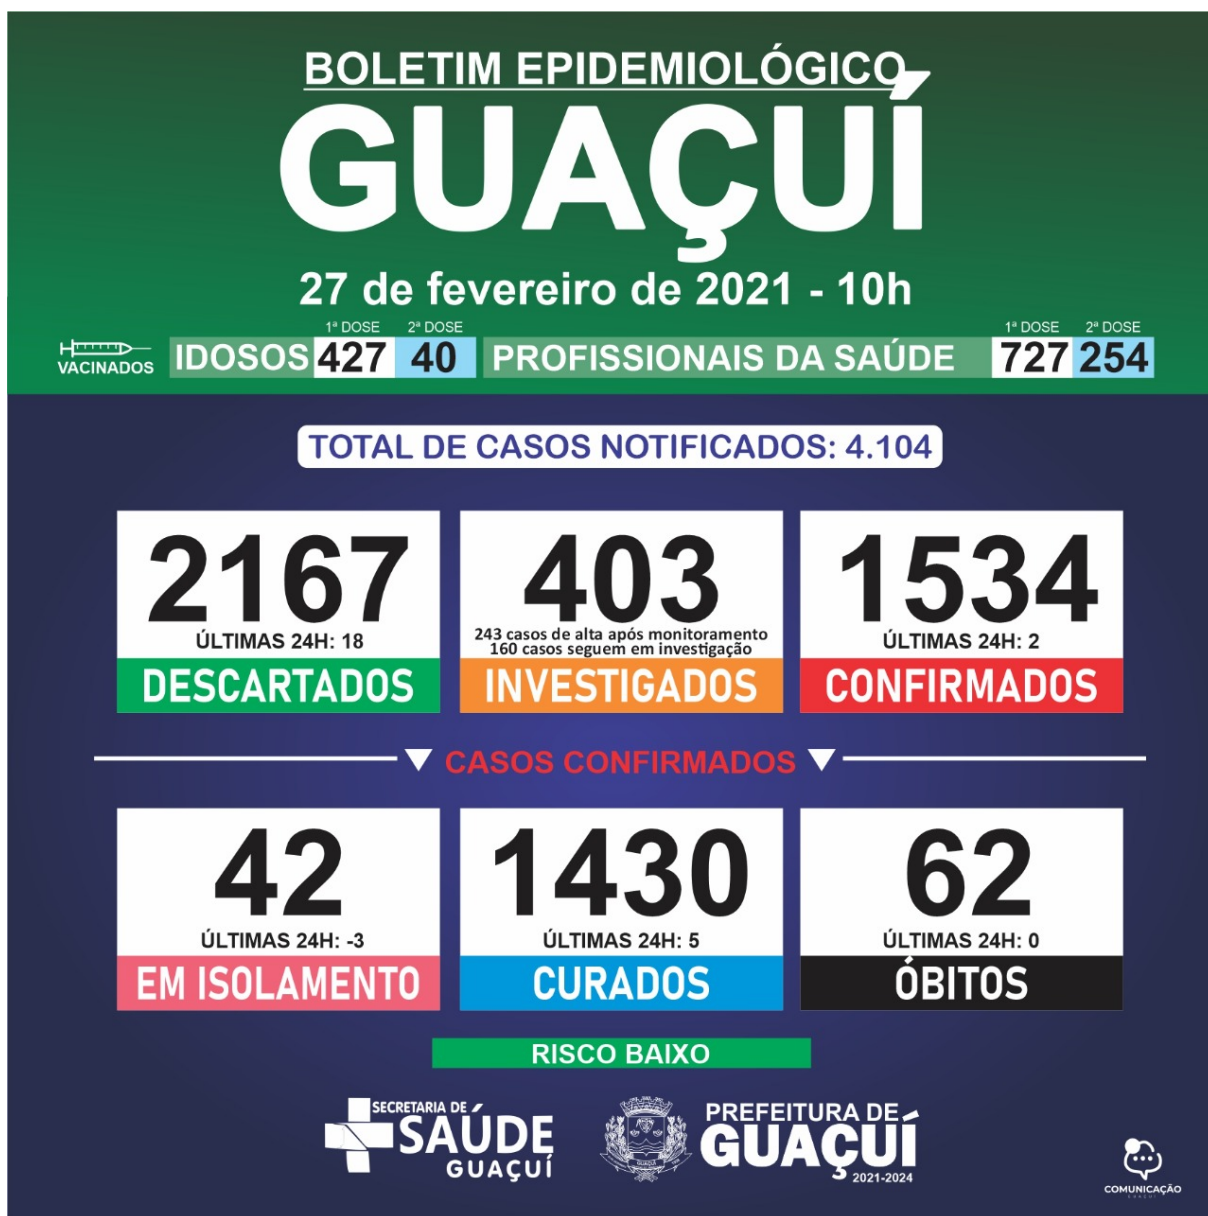 BOLETIM EPIDEMIOLÓGICO
GUAÇUÍ
27 de fevereiro de 2021 - 10h
VACINADOS
1ª DOSE 2ª DOSE
IDOSOS 427 40
1ª DOSE 2ª DOSE
PROFISSIONAIS DA SAÚDE 727 254
TOTAL DE CASOS NOTIFICADOS: 4.104
2167
ÚLTIMAS 24H: 18
DESCARTADOS
403
243 casos de alta após monitoramento
160 casos seguem em investigação
INVESTIGADOS
1534
ÚLTIMAS 24H: 2
CONFIRMADOS
CASOS CONFIRMADOS
42
ÚLTIMAS 24H: -3
EM ISOLAMENTO
1430
ÚLTIMAS 24H: 5
CURADOS
62
ÚLTIMAS 24H: 0
ÓBITOS
RISCO BAIXO
SECRETARIA DE
SAÚDE
GUAÇUÍ
PREFEITURA DE
GUAÇUÍ
2021-2024
COMUNICAÇÃO